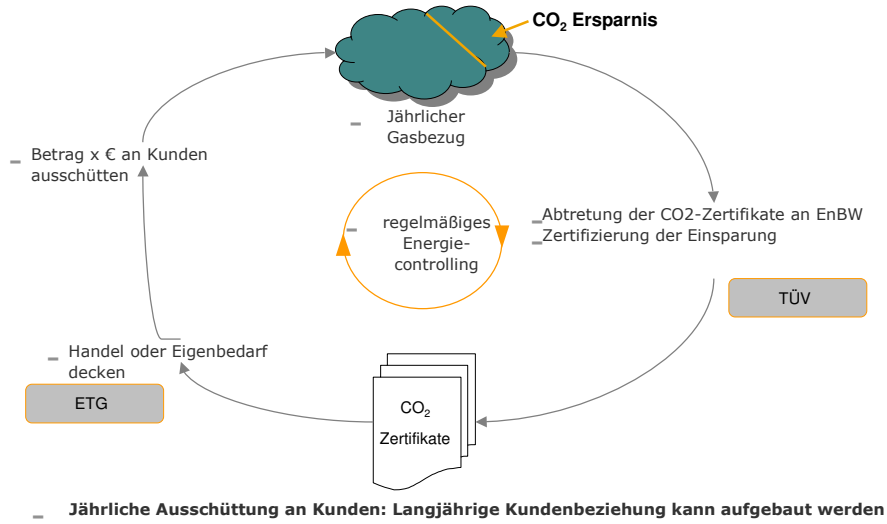 CO₂ Ersparnis
– Jährlicher
Gasbezug
– Betrag x € an Kunden
ausschütten
– regelmäßiges
Energie-
controlling
– Abtretung der CO2-Zertifikate an EnBW
– Zertifizierung der Einsparung
TÜV
– Handel oder Eigenbedarf
decken
ETG
CO₂
Zertifikate
– Jährliche Ausschüttung an Kunden: Langjährige Kundenbeziehung kann aufgebaut werden